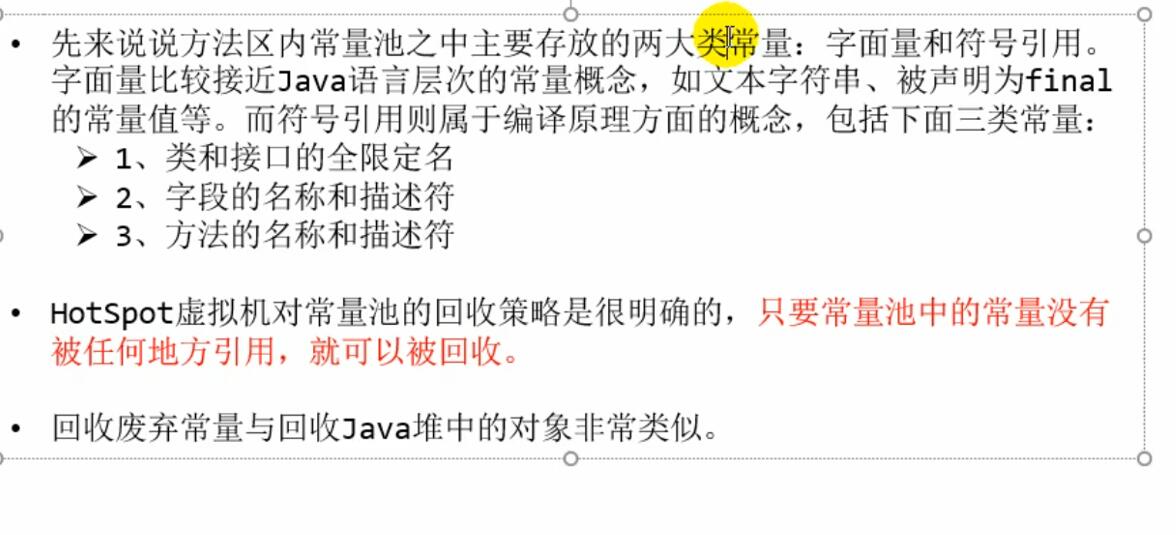 • 先来说说方法区内常量池之中主要存放的两大类常量：字面量和符号引用。
字面量比较接近Java语言层次的常量概念，如文本字符串、被声明为final
的常量值等。而符号引用则属于编译原理方面的概念，包括下面三类常量：
➢ 1、类和接口的全限定名
➢ 2、字段的名称和描述符
➢ 3、方法的名称和描述符
• HotSpot虚拟机对常量池的回收策略是很明确的，只要常量池中的常量没有
被任何地方引用，就可以被回收。
• 回收废弃常量与回收Java堆中的对象非常类似。